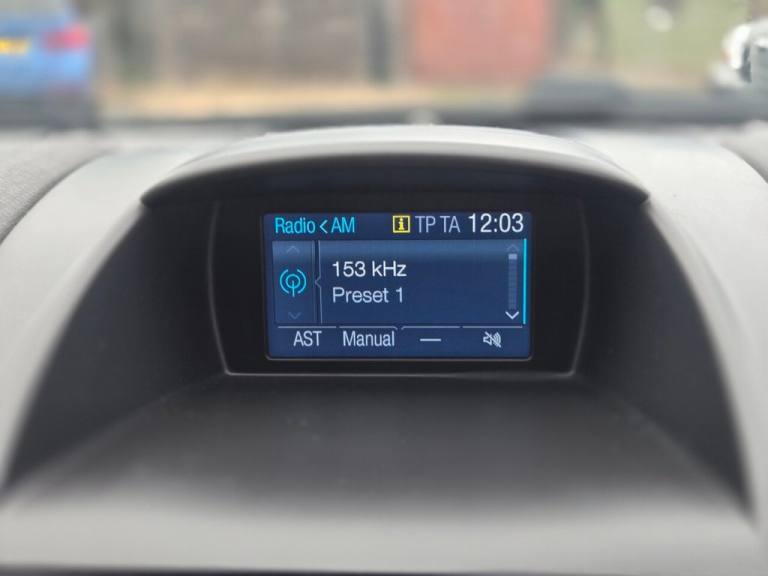 Radio < AM i TP TA 12:03
153 kHz
Preset 1
AST Manual —